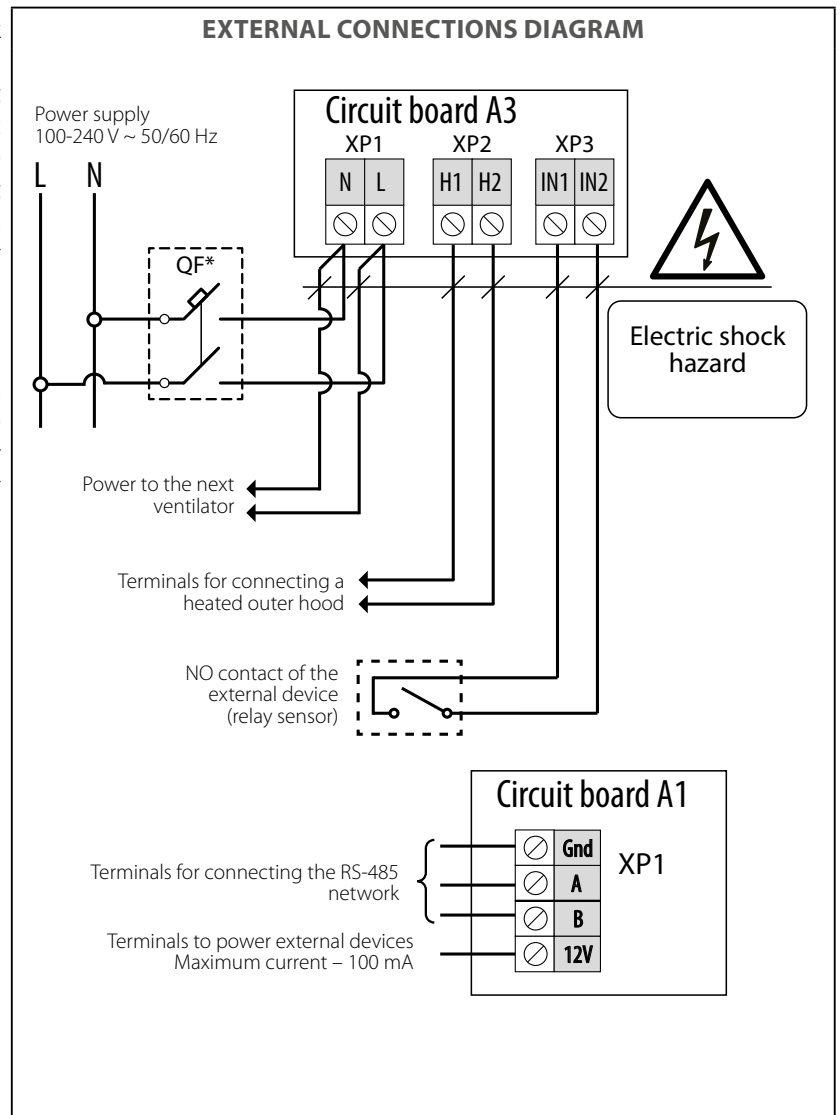 EXTERNAL CONNECTIONS DIAGRAM
Power supply
100-240 V ~ 50/60 Hz
L N
Circuit board A3
XP1 XP2 XP3
N L H1 H2 IN1 IN2
QF*
Electric shock
hazard
Power to the next
ventilator
Terminals for connecting a
heated outer hood
NO contact of the
external device
(relay sensor)
Circuit board A1
XP1
Gnd
A
B
12V
Terminals for connecting the RS-485
network
Terminals to power external devices
Maximum current – 100 mA